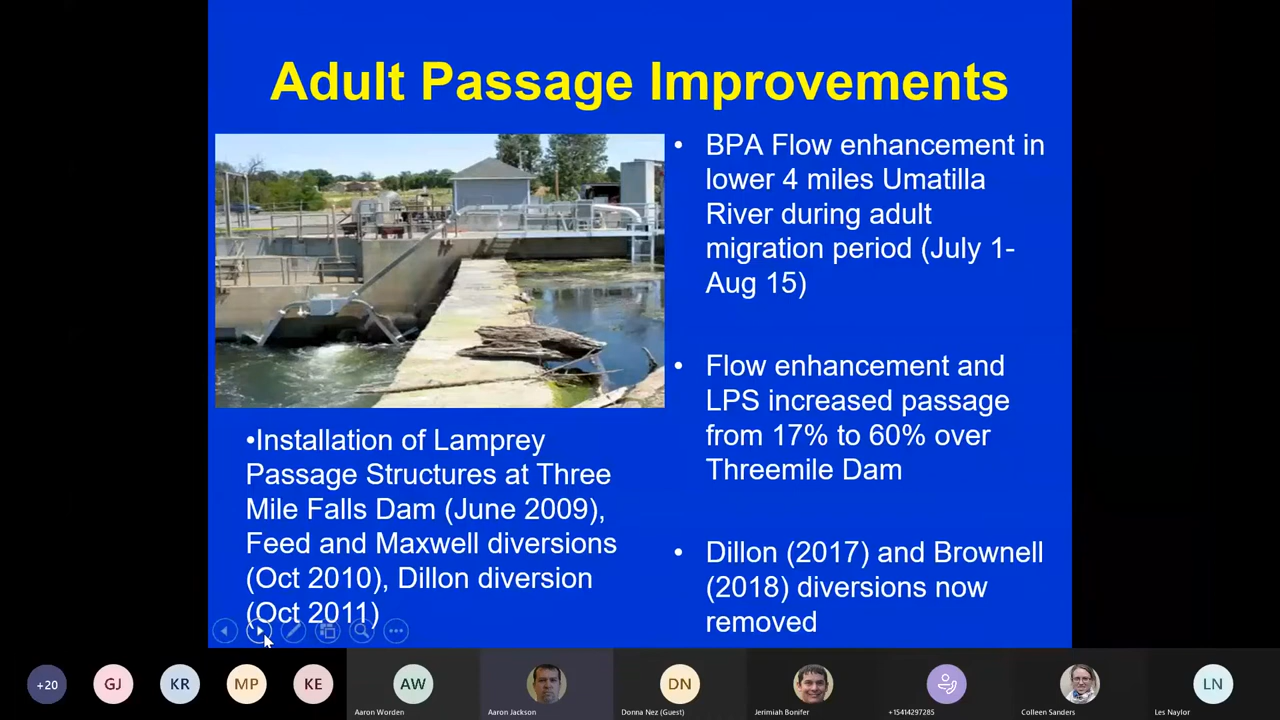 Adult Passage Improvements
• BPA Flow enhancement in
lower 4 miles Umatilla
River during adult
migration period (July 1-
Aug 15)
• Flow enhancement and
LPS increased passage
from 17% to 60% over
Threemile Dam
• Dillon (2017) and Brownell
(2018) diversions now
removed
•Installation of Lamprey
Passage Structures at Three
Mile Falls Dam (June 2009),
Feed and Maxwell diversions
(Oct 2010), Dillon diversion
(Oct 2011)
+20
GJ
KR
MP
KE
AW
Aaron Worden
Aaron Jackson
DN
Donna Nez (Guest)
Jerimiah Bonifer
+15414297285
Colleen Sanders
LN
Les Naylor